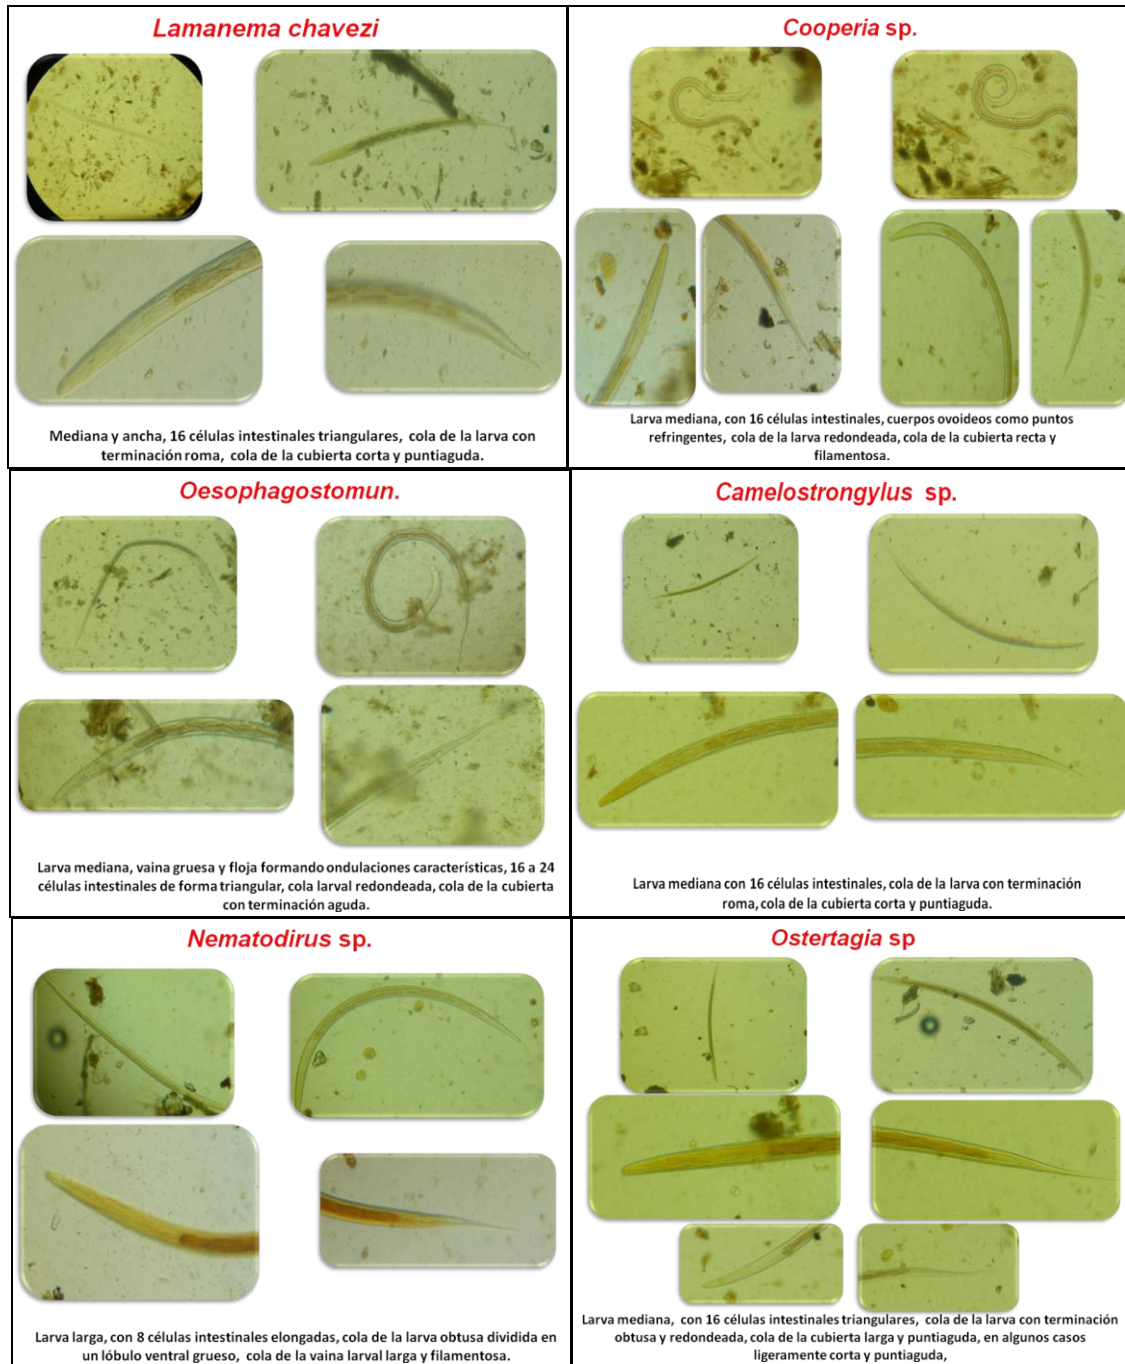 Lamanema chavezi
Mediana y ancha, 16 células intestinales triangulares, cola de la larva con
terminación roma, cola de la cubierta corta y puntiaguda.
Cooperia sp.
Larva mediana, con 16 células intestinales, cuerpos ovoideos como puntos
refringentes, cola de la larva redondeada, cola de la cubierta recta y
filamentosa.
Oesophagostomun.
Larva mediana, vaina gruesa y floja formando ondulaciones características, 16 a 24
células intestinales de forma triangular, cola larval redondeada, cola de la cubierta
con terminación aguda.
Camelostrongylus sp.
Larva mediana con 16 células intestinales, cola de la larva con terminación
roma, cola de la cubierta corta y puntiaguda.
Nematodirus sp.
Larva larga, con 8 células intestinales elongadas, cola de la larva obtusa dividida en
un lóbulo ventral grueso, cola de la vaina larval larga y filamentosa.
Ostertagia sp
Larva mediana, con 16 células intestinales triangulares, cola de la larva con terminación
obtusa y redondeada, cola de la cubierta larga y puntiaguda, en algunos casos
ligeramente corta y puntiaguda,